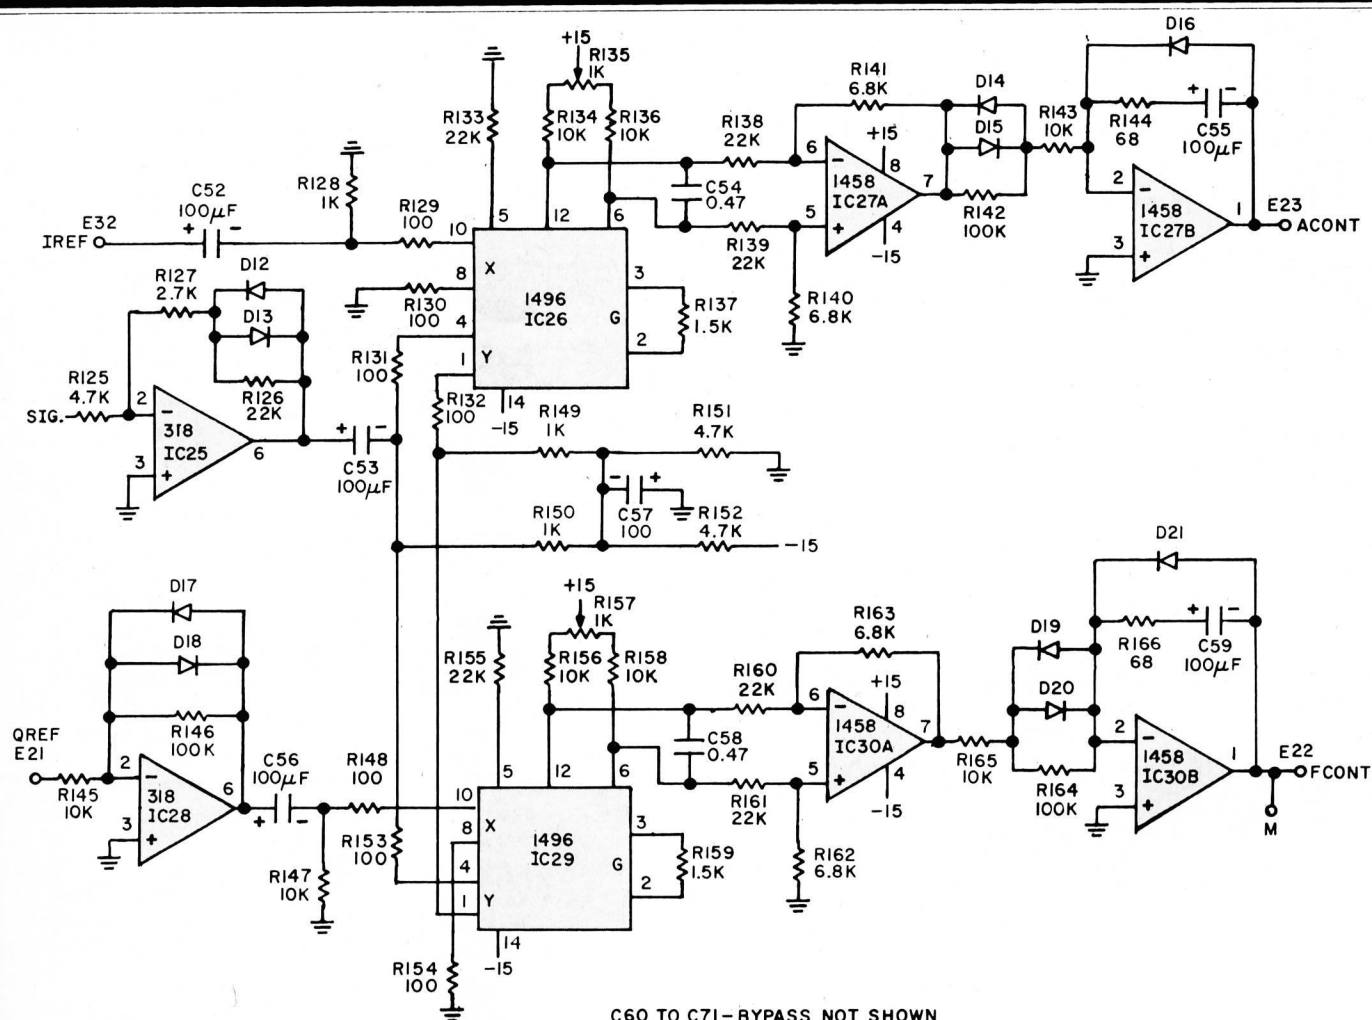 D16
+15
R135
1K
R141
6.8K
D14
R133
22K
R134
10K
R136
10K
R138
22K
D15
R143
10K
R144
68
+ -
C55
100µF
+15
6
-
8
1458
IC27A
7
5
+
4
-15
C54
0.47
R139
22K
R142
100K
2
-
1458
IC27B
1
3
+
E23
ACONT
R128
1K
C52
100µF
+ -
E32
IREF
R129
100
10
5
12
6
X
8
R130
100
1496
IC26
3
G
2
R137
1.5K
R140
6.8K
4
1
Y
14
-15
R127
2.7K
D12
D13
R126
22K
R125
4.7K
SIG.
2
-
318
IC25
6
3
+
R131
100
R132
100
+ -
C53
100µF
R149
1K
R151
4.7K
- +
C57
100
R150
1K
R152
4.7K
-15
D21
D17
D18
R146
100K
QREF
E21
R145
10K
2
-
318
IC28
6
3
+
C56
100µF
+ -
R148
100
R147
10K
R153
100
R154
100
+15
R157
1K
R155
22K
R156
10K
R158
10K
R163
6.8K
R160
22K
+15
6
-
8
1458
IC30A
7
5
+
4
-15
C58
0.47
R161
22K
R162
6.8K
D19
D20
R165
10K
R164
100K
R166
68
+ -
C59
100µF
2
-
1458
IC30B
1
3
+
E22
FCONT
M
5
12
6
10
X
8
1496
IC29
3
G
2
R159
1.5K
4
1
Y
14
-15
C60 TO C71-BYPASS NOT SHOWN